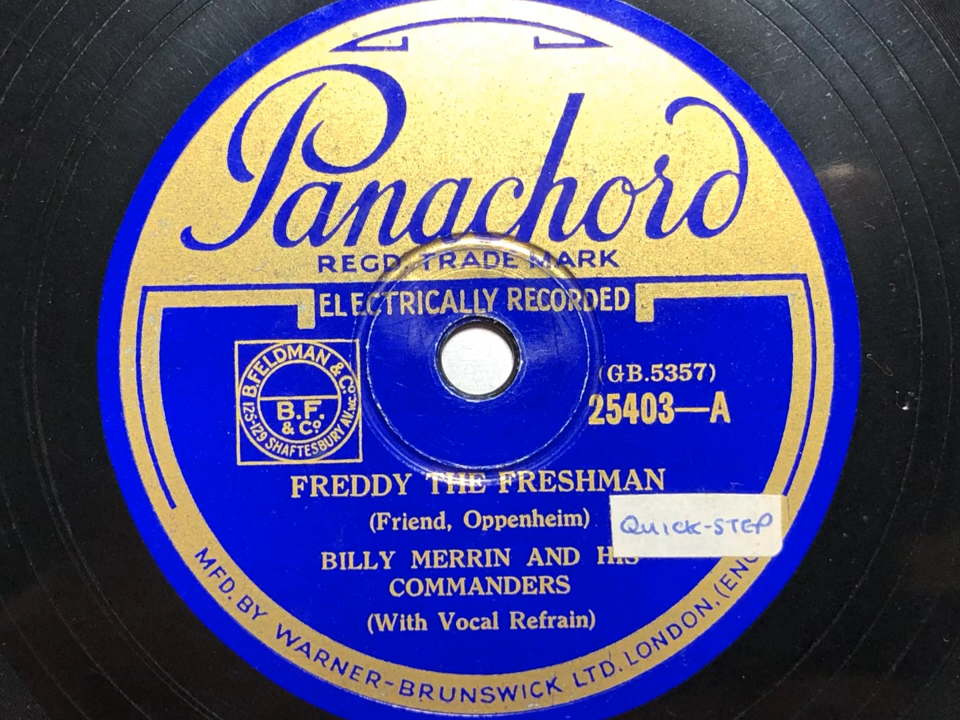 Panachord
REGD. TRADE MARK
ELECTRICALLY RECORDED
B. FELDMAN & Co.
125-129 SHAFTESBURY AV. W.C.
B.F.
& Co
(GB.5357)
25403—A
FREDDY THE FRESHMAN
(Friend, Oppenheim)
QUICK-STEP
BILLY MERRIN AND HIS
COMMANDERS
(With Vocal Refrain)
MFD. BY WARNER-BRUNSWICK LTD. LONDON, (ENG